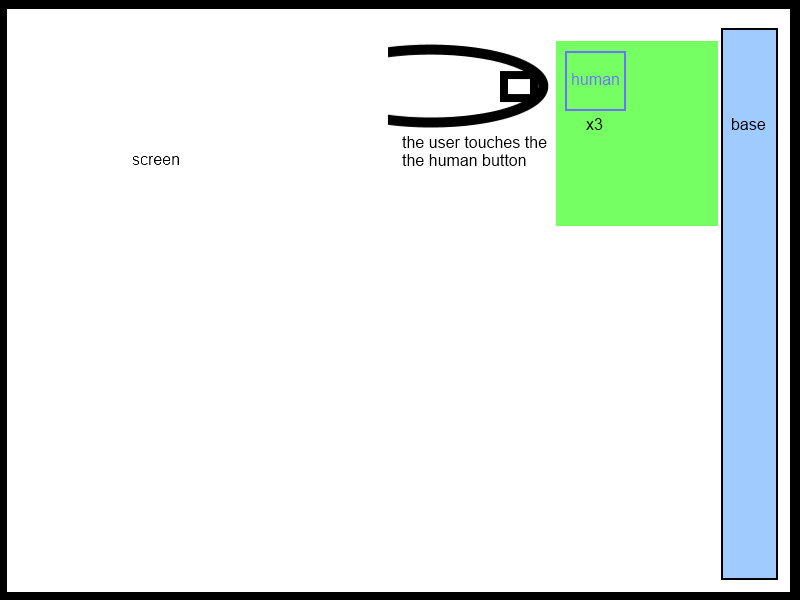 human
x3
base
the user touches the
the human button
screen